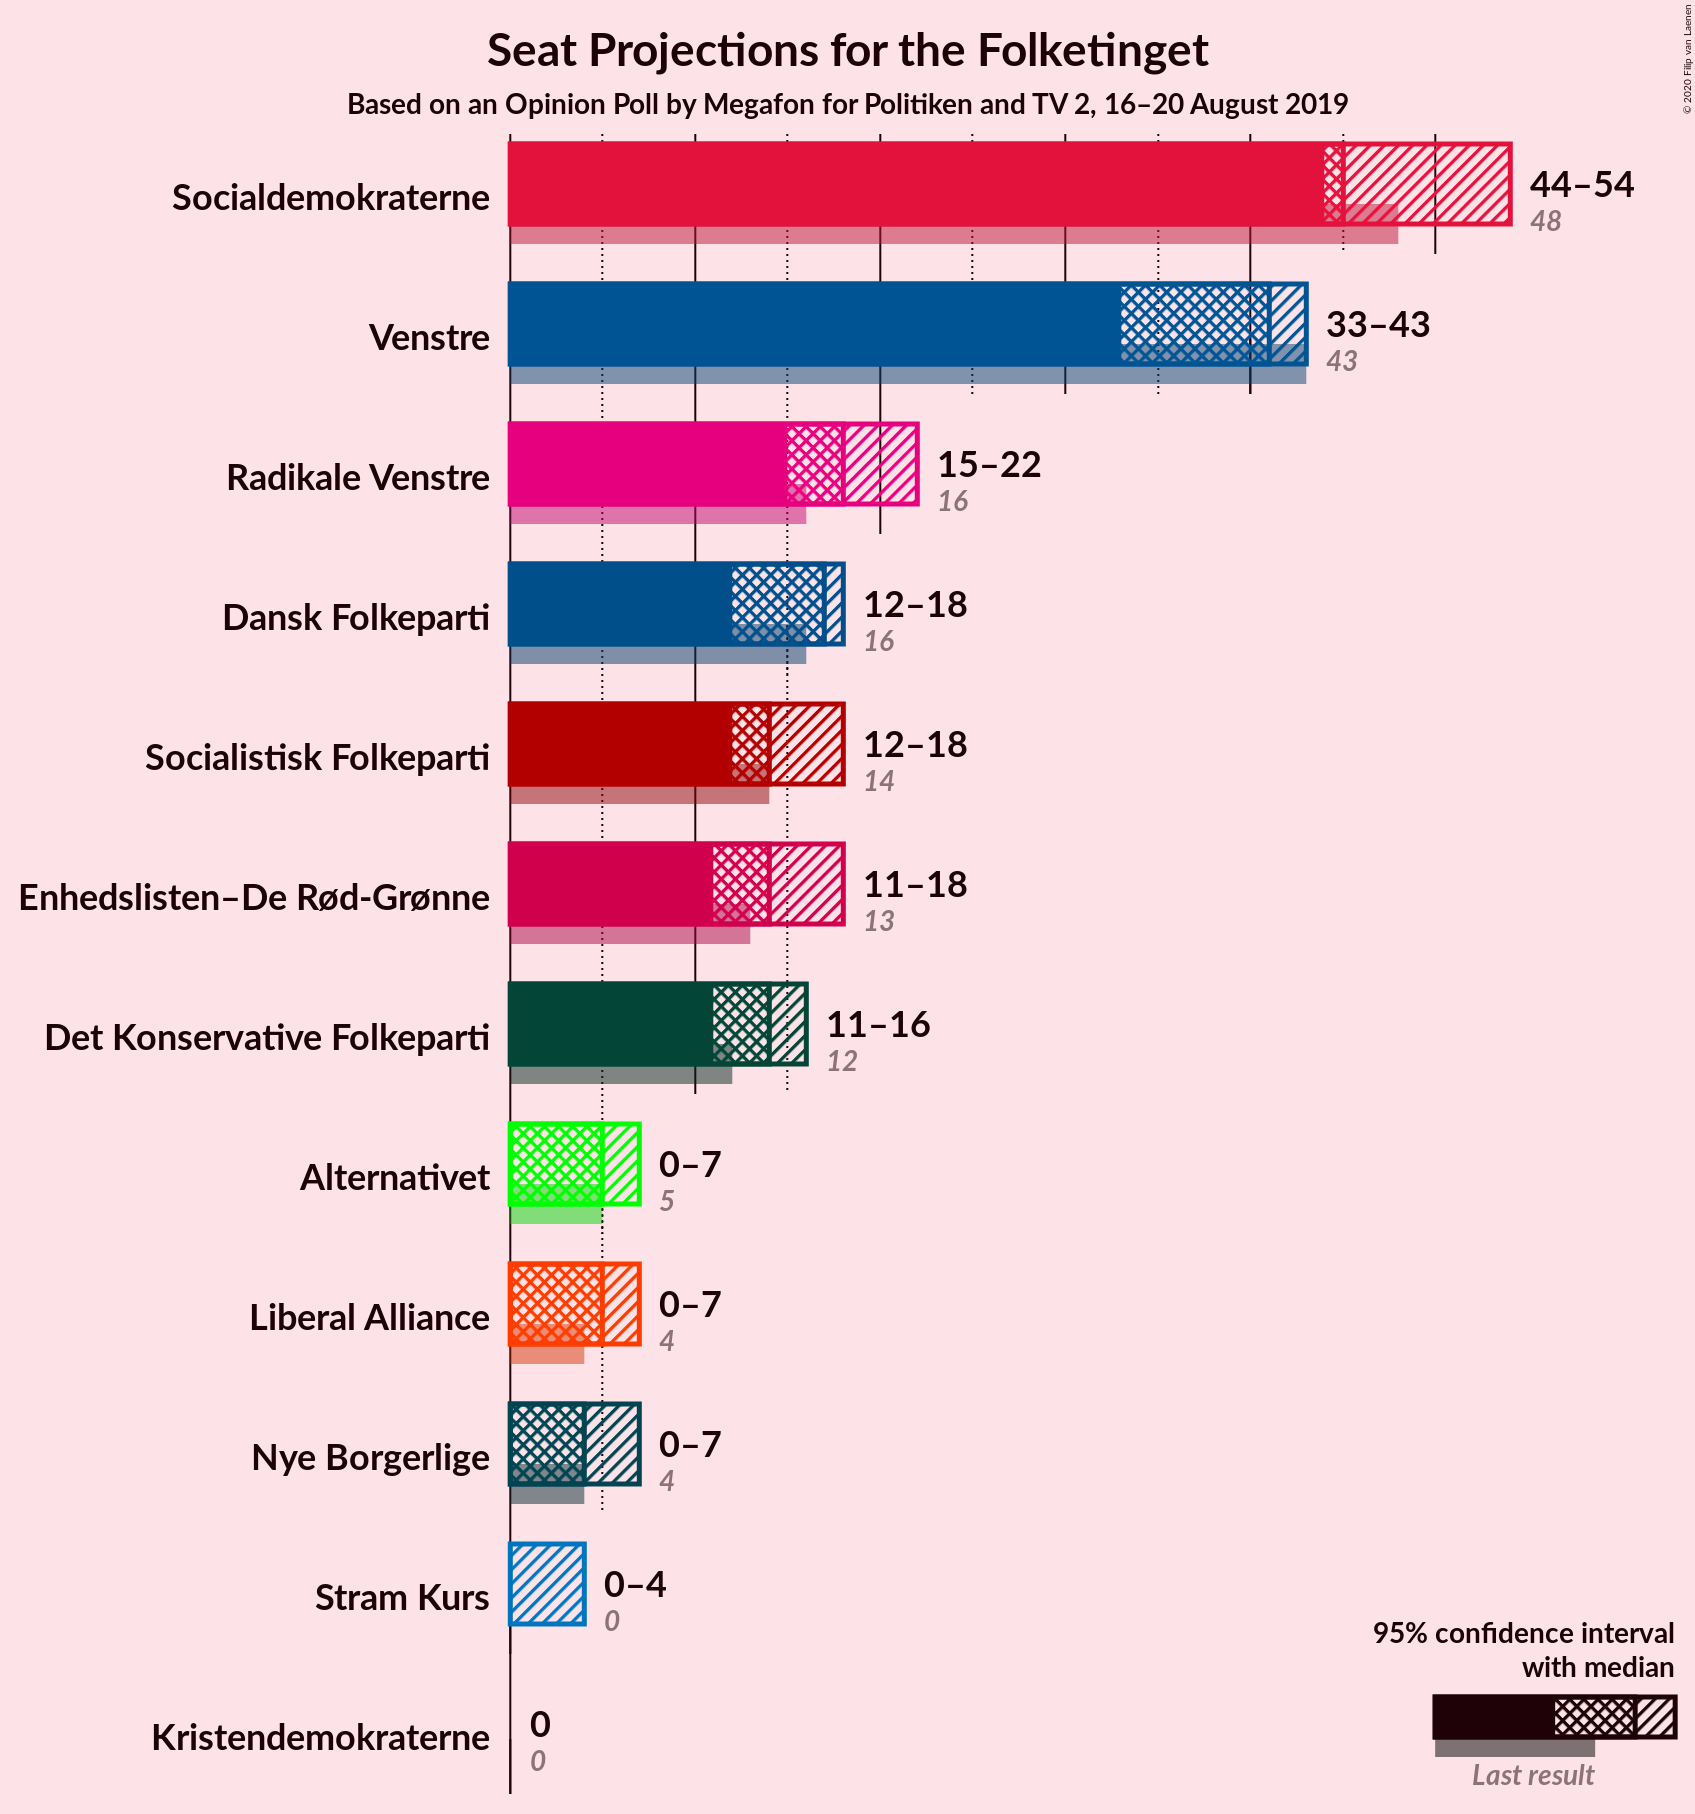 Seat Projections for the Folketinget
Based on an Opinion Poll by Megafon for Politiken and TV 2, 16–20 August 2019
© 2020 Filip van Laenen
Socialdemokraterne
44–54
48
Venstre
33–43
43
Radikale Venstre
15–22
16
Dansk Folkeparti
12–18
16
Socialistisk Folkeparti
12–18
14
Enhedslisten–De Rød-Grønne
11–18
13
Det Konservative Folkeparti
11–16
12
Alternativet
0–7
5
Liberal Alliance
0–7
4
Nye Borgerlige
0–7
4
Stram Kurs
0–4
0
Kristendemokraterne
0
0
95% confidence interval
with median
Last result